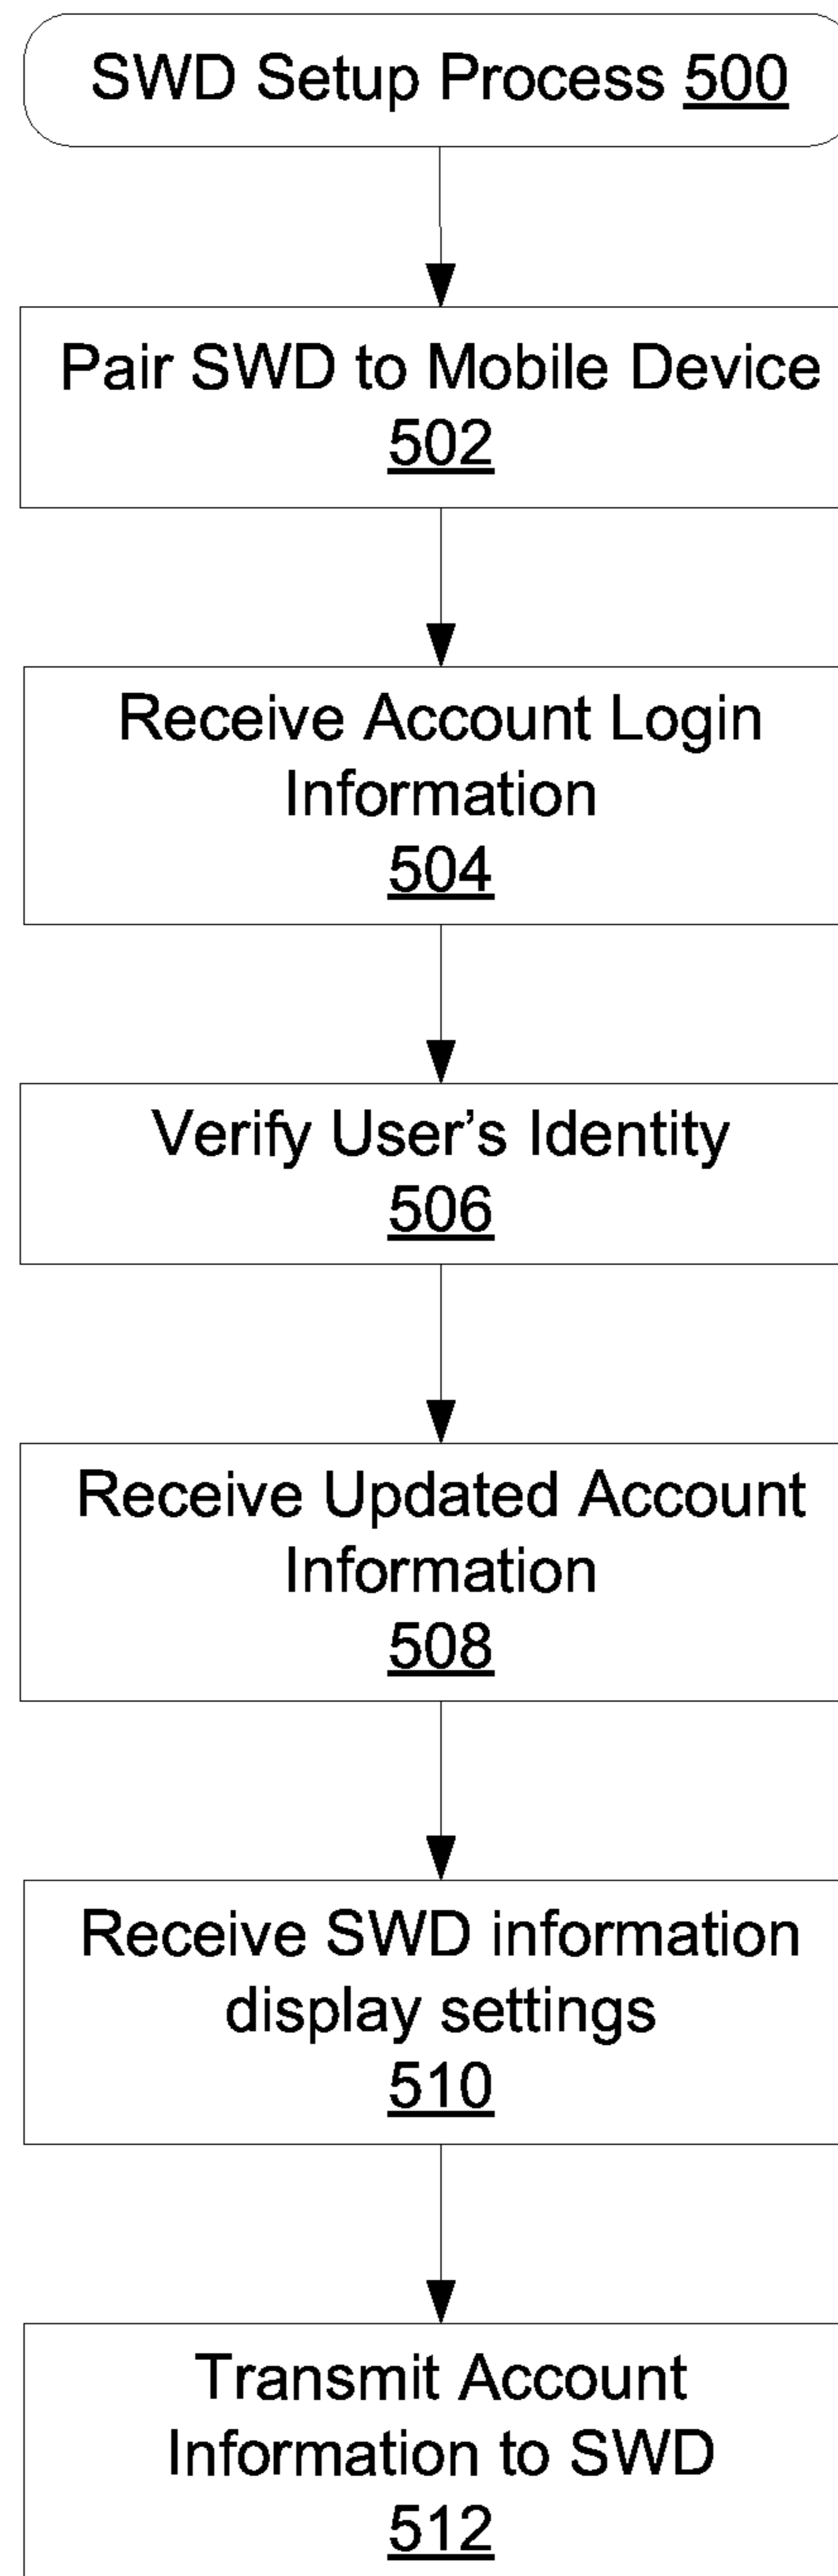 SWD Setup Process 500
Pair SWD to Mobile Device
502
Receive Account Login
Information
504
Verify User’s Identity
506
Receive Updated Account
Information
508
Receive SWD information
display settings
510
Transmit Account
Information to SWD
512